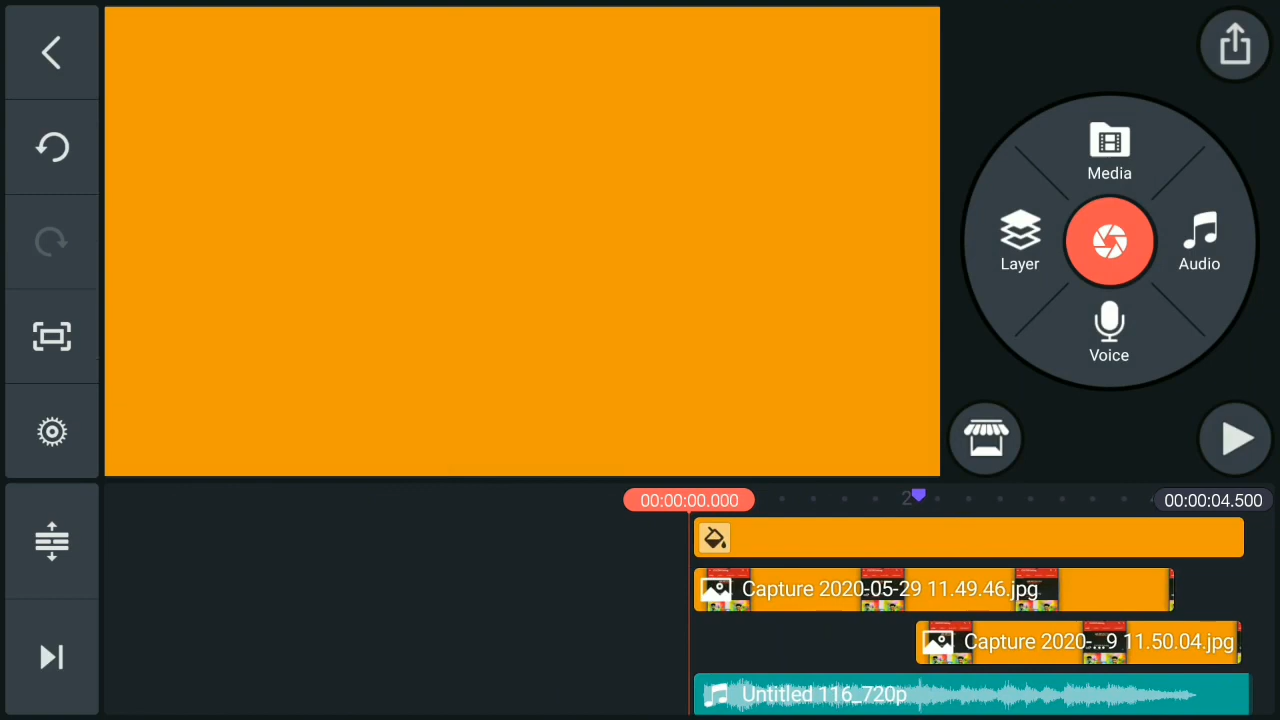 Media
Layer
Audio
Voice
00:00:00.000
2
00:00:04.500
Capture 2020-05-29 11.49.46.jpg
Capture 2020-...9 11.50.04.jpg
Untitled 116_720p